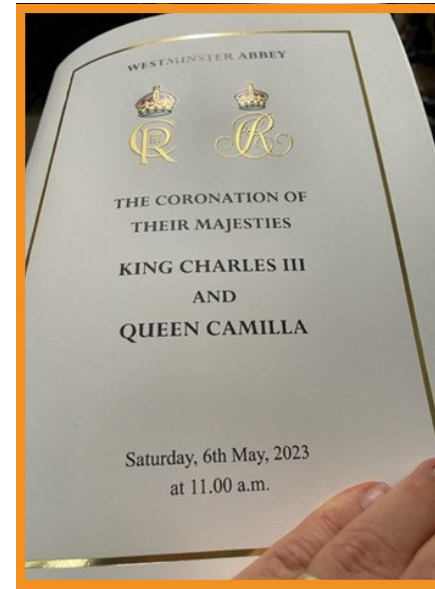 WESTMINSTER ABBEY
THE CORONATION OF
THEIR MAJESTIES
KING CHARLES III
AND
QUEEN CAMILLA
Saturday, 6th May, 2023
at 11.00 a.m.